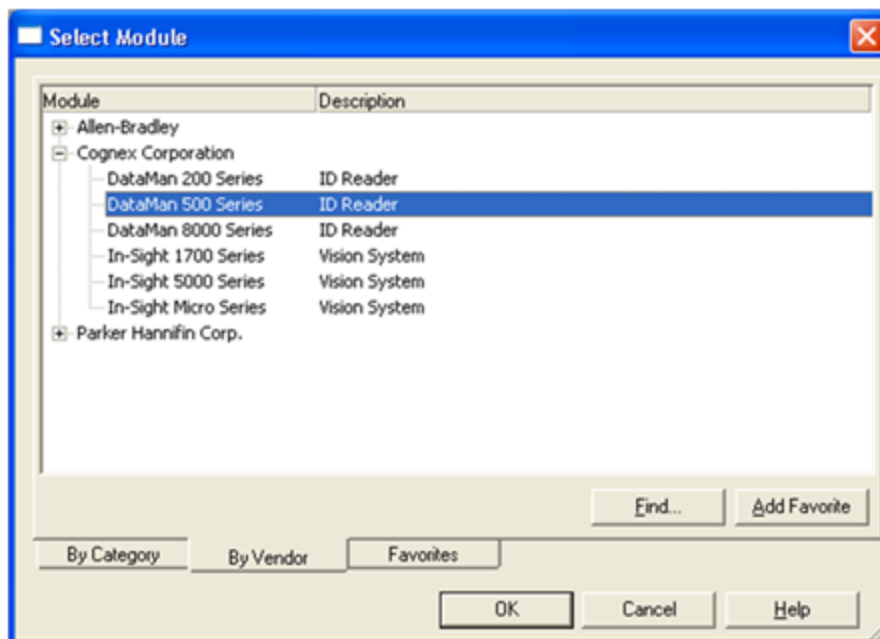 Select Module
Module Description
Allen-Bradley
Cognex Corporation
DataMan 200 Series ID Reader
DataMan 500 Series ID Reader
DataMan 8000 Series ID Reader
In-Sight 1700 Series Vision System
In-Sight 5000 Series Vision System
In-Sight Micro Series Vision System
Parker Hannifin Corp.
Find... Add Favorite
By Category By Vendor Favorites
OK Cancel Help